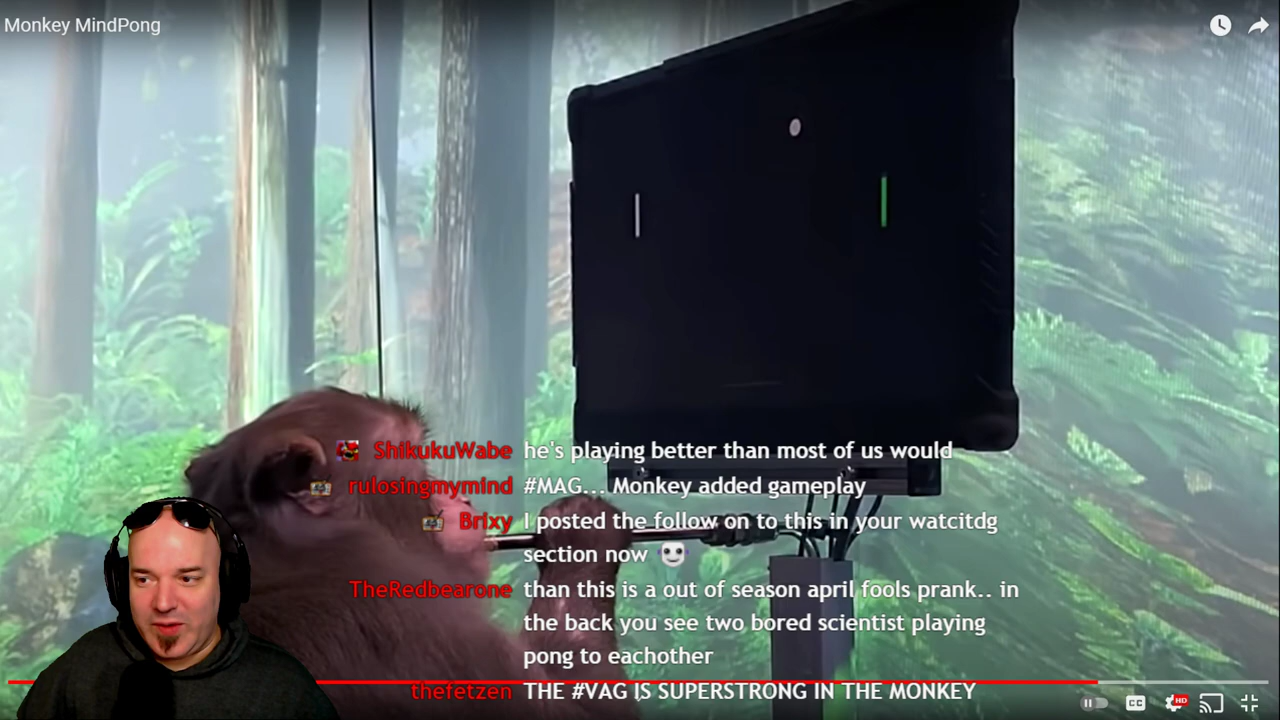 Monkey MindPong
ShikukuWabe he's playing better than most of us would
rulosingmymind #MAG... Monkey added gameplay
Brixy I posted the follow on to this in your watcitdg
section now
TheRedbearone than this is a out of season april fools prank.. in
the back you see two bored scientist playing
pong to eachother
thefetzen THE #VAG IS SUPERSTRONG IN THE MONKEY
CC HD